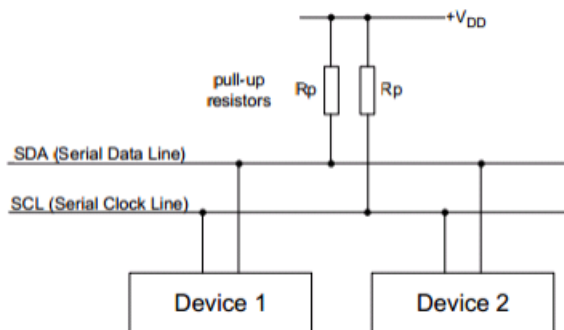 +VDD
pull-up
resistors
Rp
Rp
SDA (Serial Data Line)
SCL (Serial Clock Line)
Device 1
Device 2